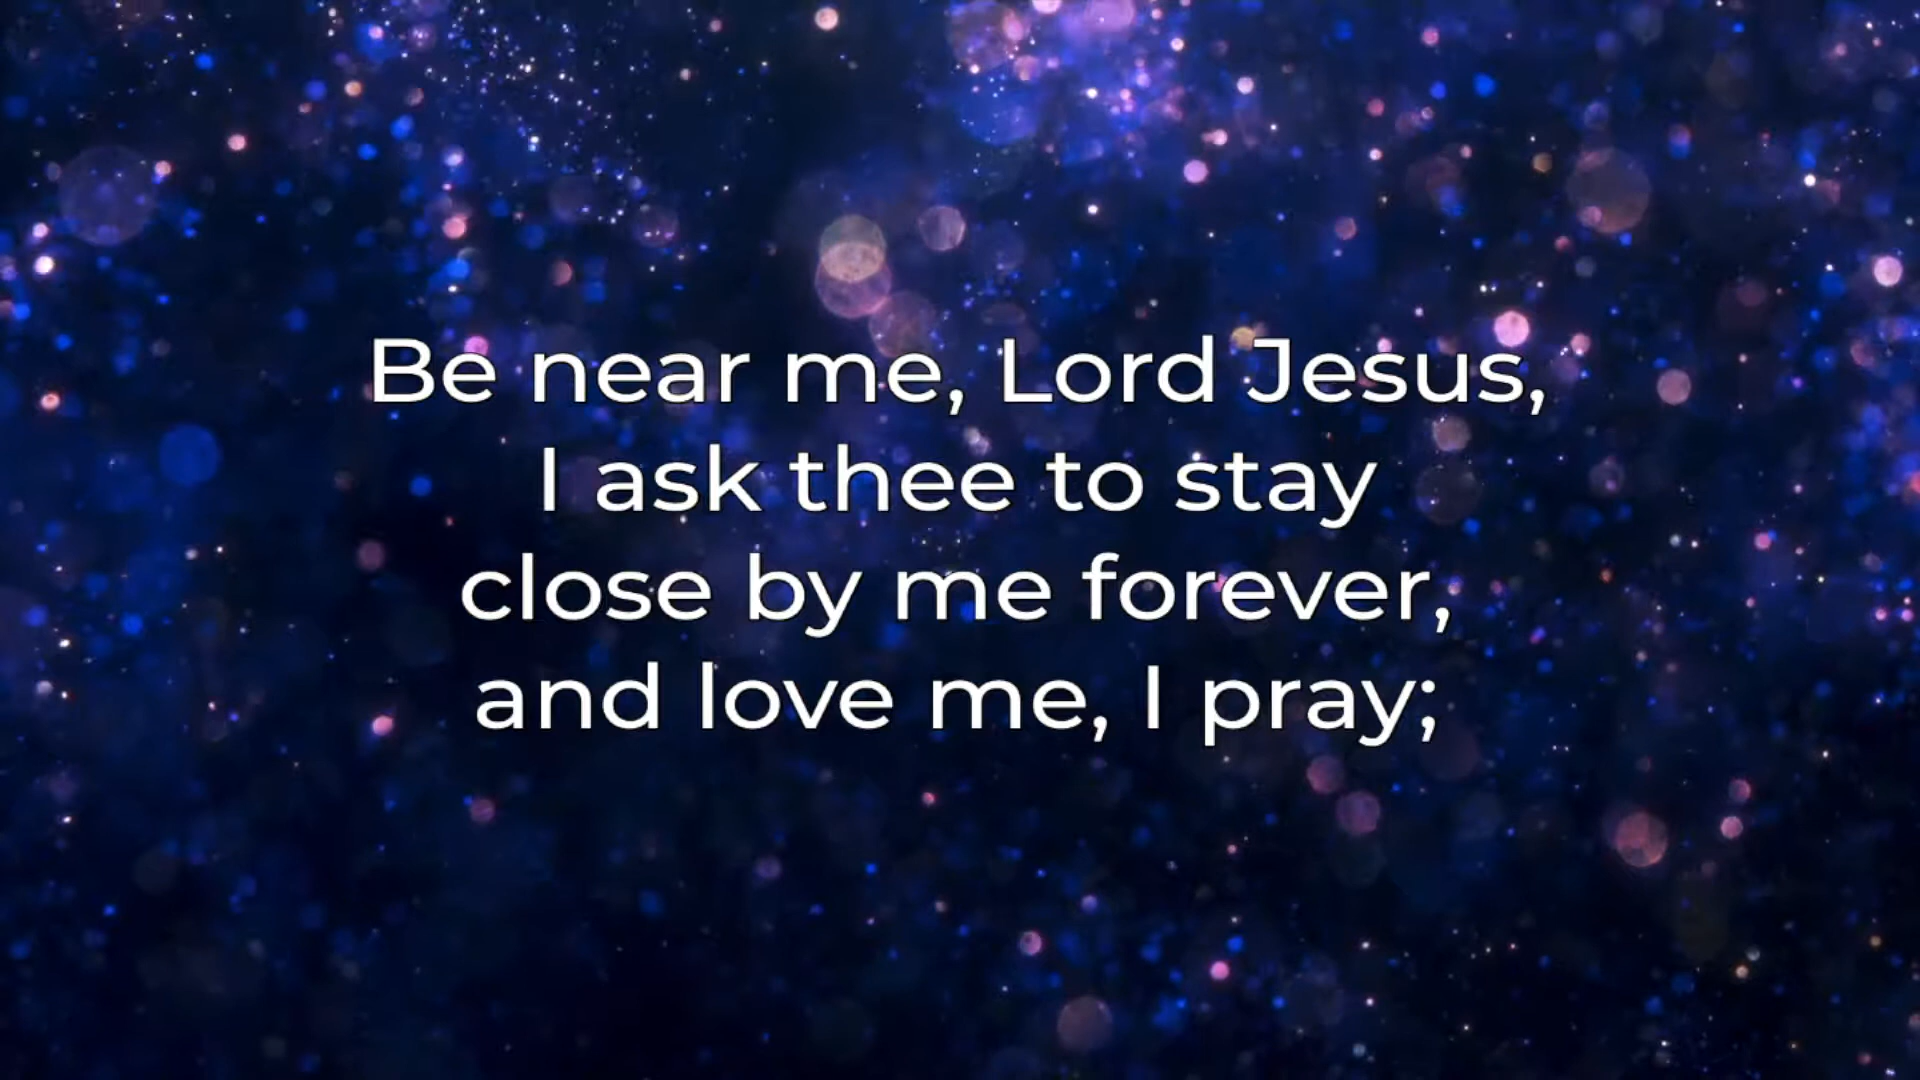 Be near me, Lord Jesus,
I ask thee to stay
close by me forever,
and love me, I pray;